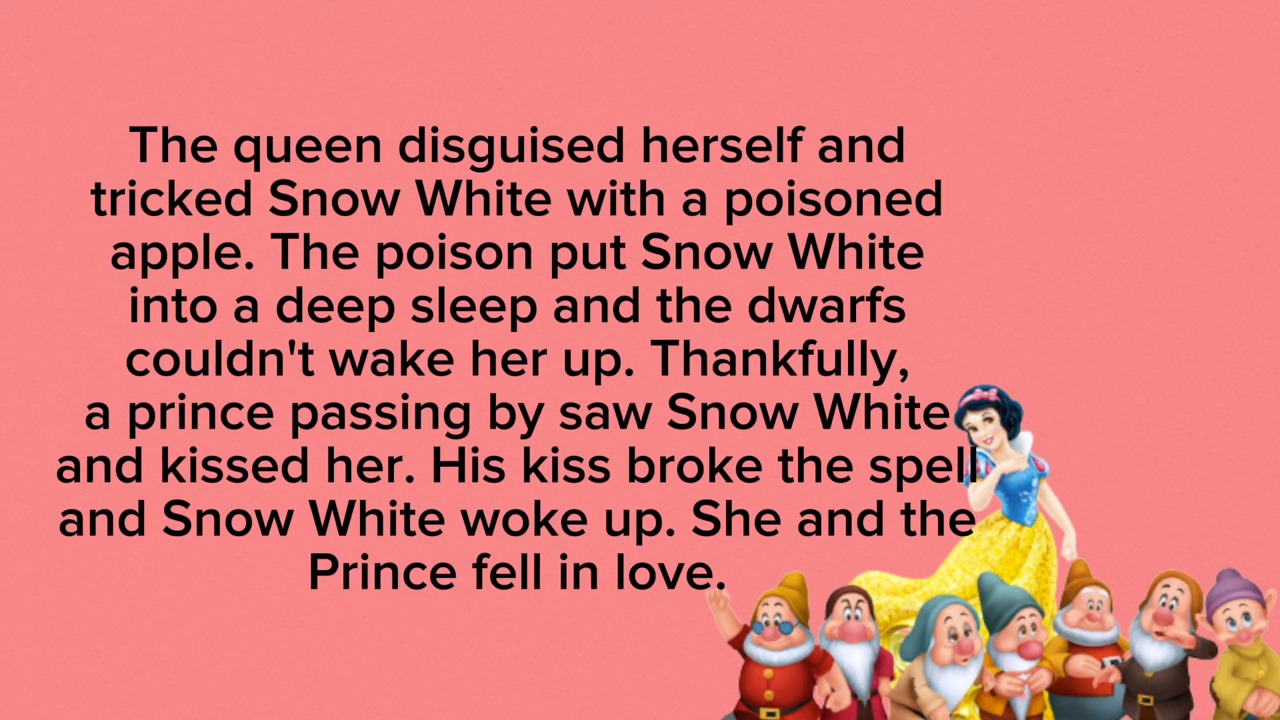 The queen disguised herself and
tricked Snow White with a poisoned
apple. The poison put Snow White
into a deep sleep and the dwarfs
couldn't wake her up. Thankfully,
a prince passing by saw Snow White
and kissed her. His kiss broke the spell
and Snow White woke up. She and the
Prince fell in love.